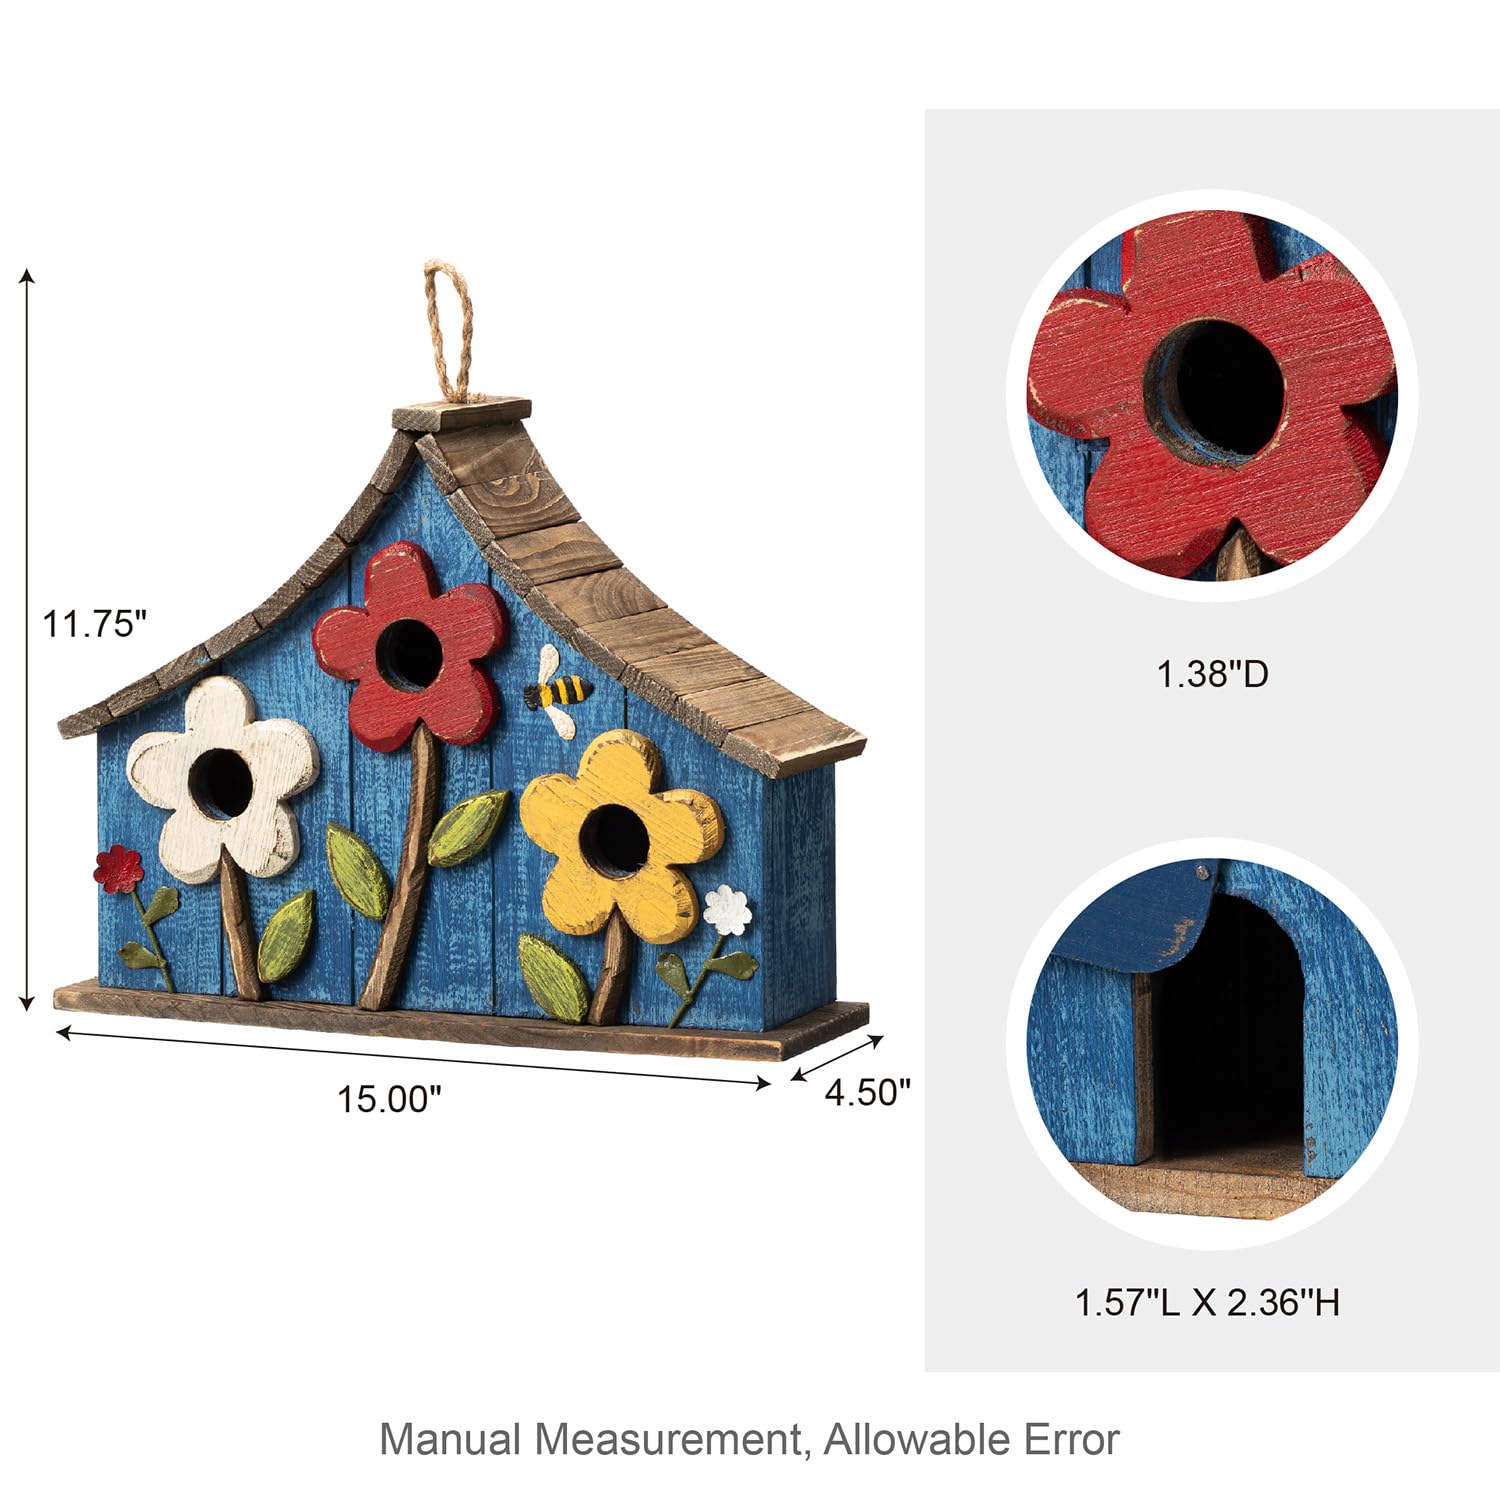 11.75"
15.00"
4.50"
1.38"D
1.57"L X 2.36"H
Manual Measurement, Allowable Error